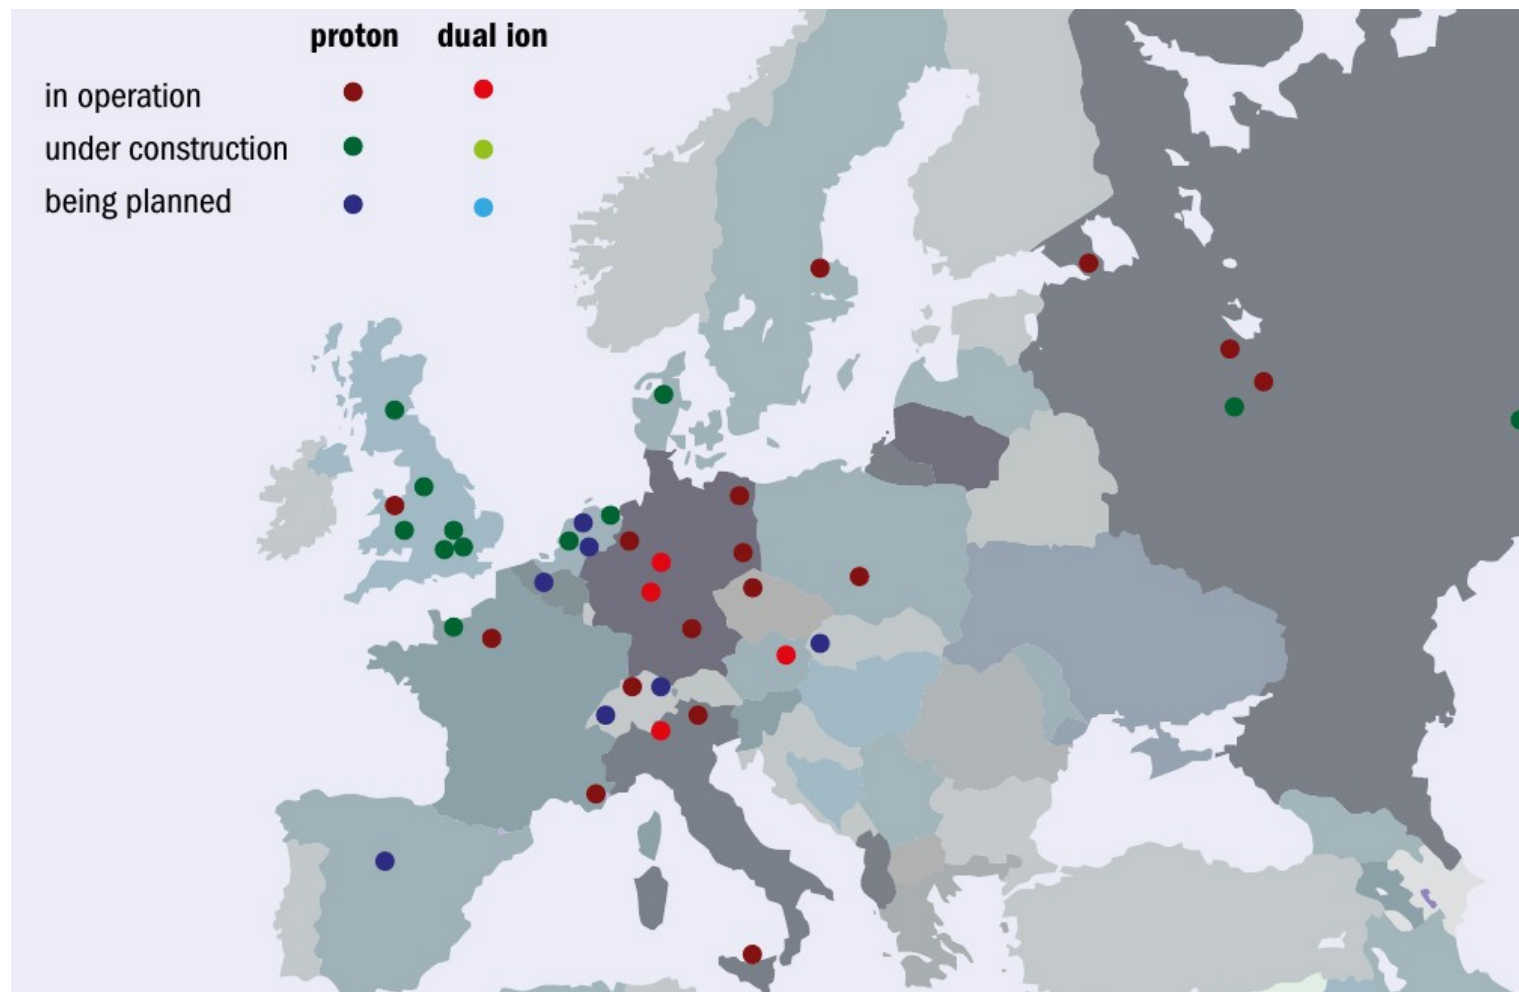 proton dual ion
in operation
under construction
being planned